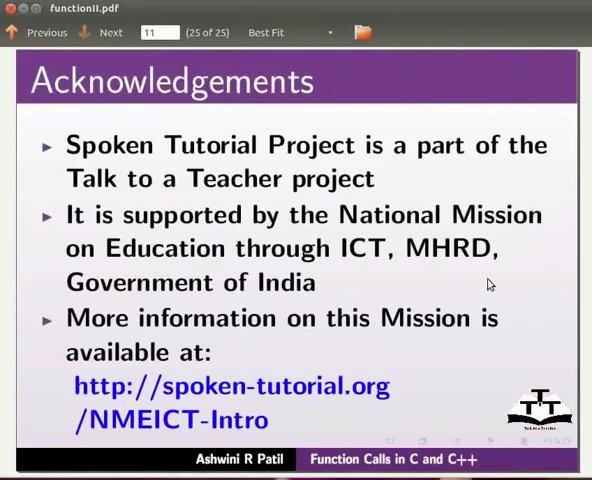 functionII.pdf
Previous Next 11 (25 of 25) Best Fit
Acknowledgements
Spoken Tutorial Project is a part of the
Talk to a Teacher project
It is supported by the National Mission
on Education through ICT, MHRD,
Government of India
More information on this Mission is
available at:
http://spoken-tutorial.org
/NMEICT-Intro
Ashwini R Patil Function Calls in C and C++